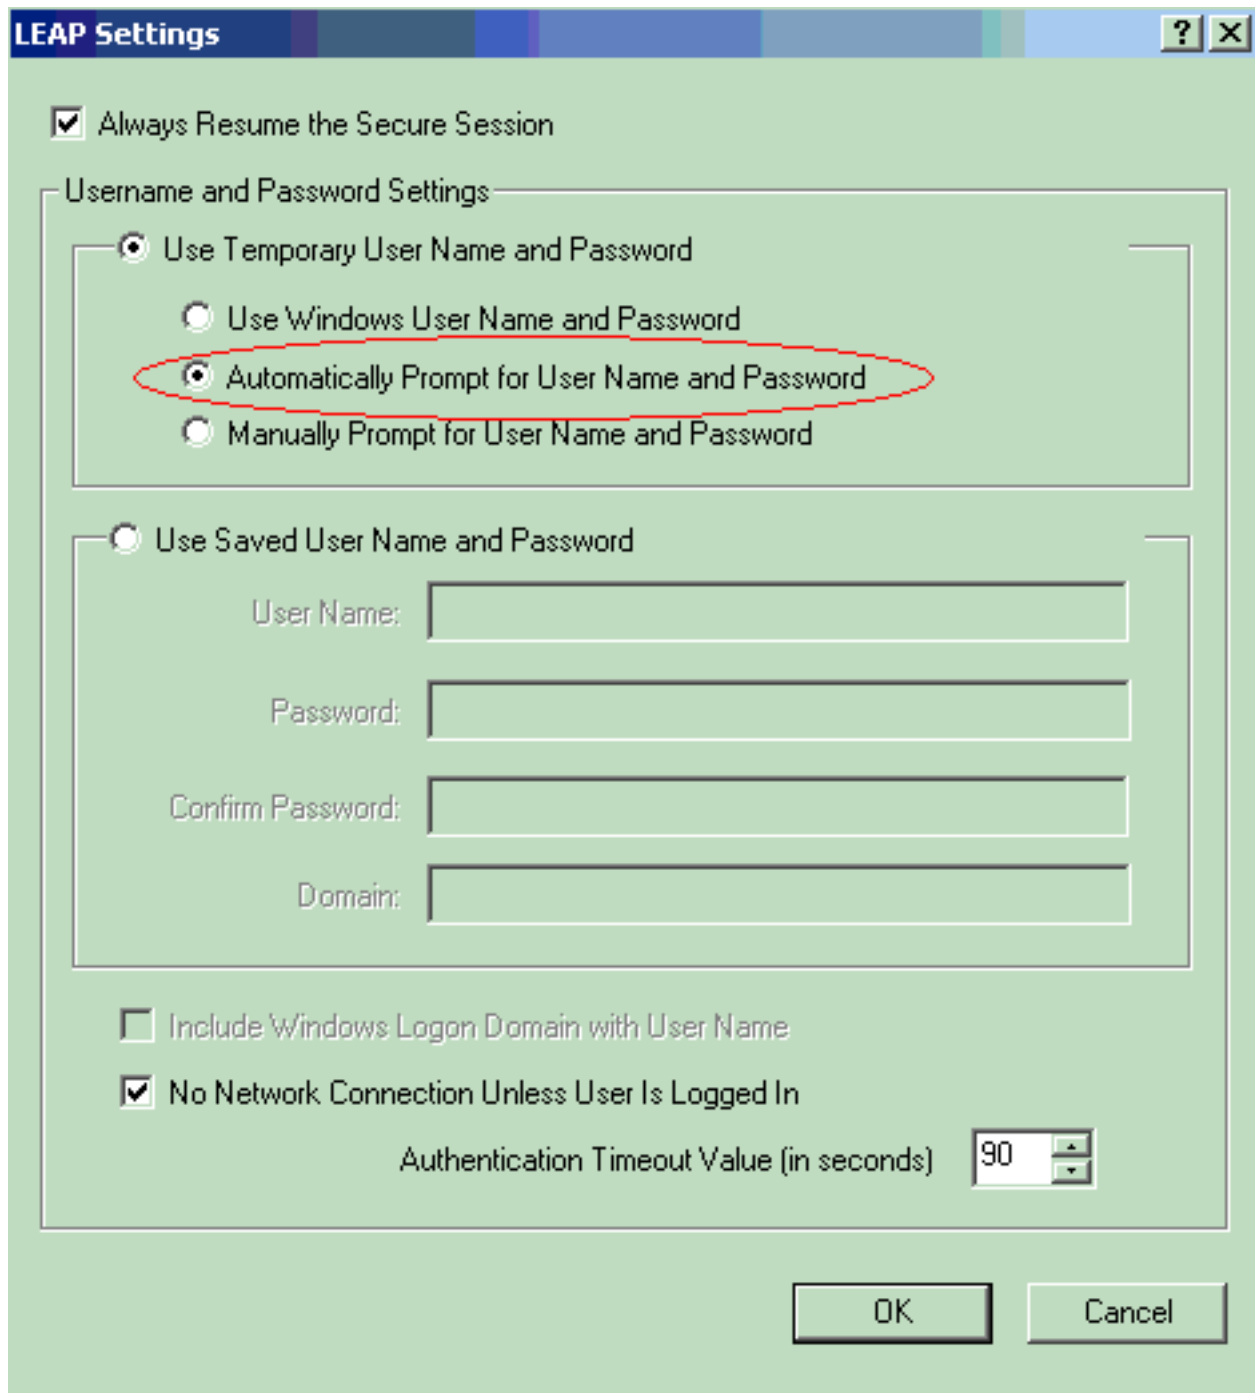 LEAP Settings
Always Resume the Secure Session
Username and Password Settings
Use Temporary User Name and Password
Use Windows User Name and Password
Automatically Prompt for User Name and Password
Manually Prompt for User Name and Password
Use Saved User Name and Password
User Name:
Password:
Confirm Password:
Domain:
Include Windows Logon Domain with User Name
No Network Connection Unless User Is Logged In
Authentication Timeout Value (in seconds) 90
OK Cancel